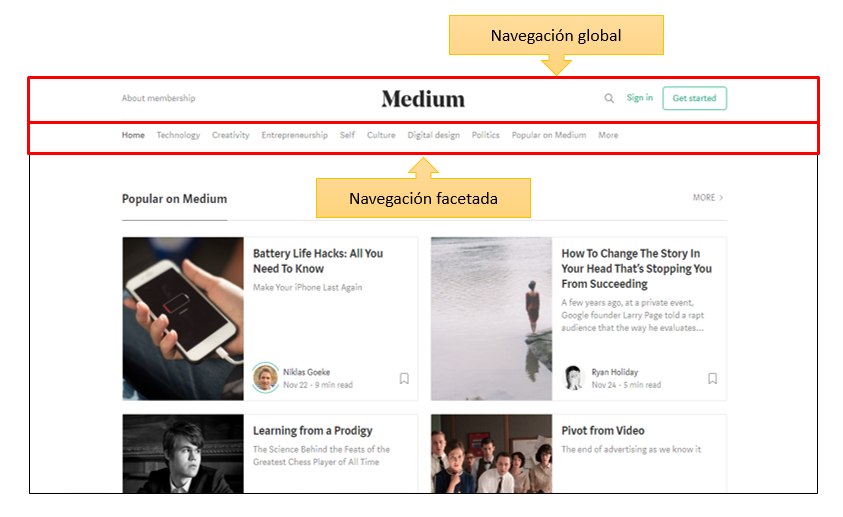 Navegación global
About membership
Medium
Sign in
Get started
Home Technology Creativity Entrepreneurship Self Culture Digital design Politics Popular on Medium More
Navegación facetada
Popular on Medium
MORE >
Battery Life Hacks: All You
Need To Know
Make Your iPhone Last Again
Niklas Goeke
Nov 22 - 9 min read
How To Change The Story In
Your Head That's Stopping You
From Succeeding
A few years ago, at a private event,
Google founder Larry Page told a rapt
audience that the way he evaluates...
Ryan Holiday
Nov 24 - 5 min read
Learning from a Prodigy
The Science Behind the Feats of the
Greatest Chess Player of All Time
Pivot from Video
The end of advertising as we know it